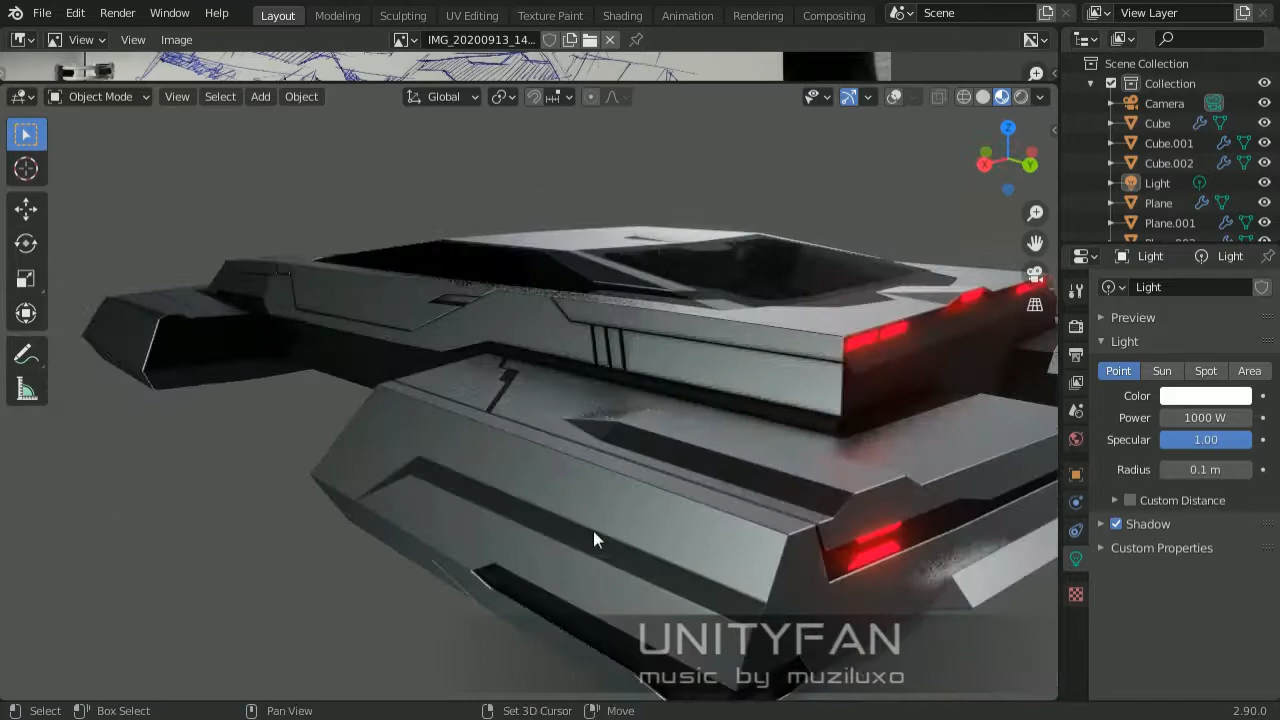 File Edit Render Window Help Layout Modeling Sculpting UV Editing Texture Paint Shading Animation Rendering Compositing Scene View Layer
View View Image IMG_20200913_14...
Scene Collection
Collection
Camera
Cube
Cube.001
Cube.002
Light
Plane
Plane.001
Object Mode View Select Add Object Global
X Y Z
Light Light
Light
Preview
Light
Point Sun Spot Area
Color
Power 1000 W
Specular 1.00
Radius 0.1 m
Custom Distance
Shadow
Custom Properties
UNITYFAN
music by muziluxo
Select Box Select Pan View Set 3D Cursor Move 2.90.0